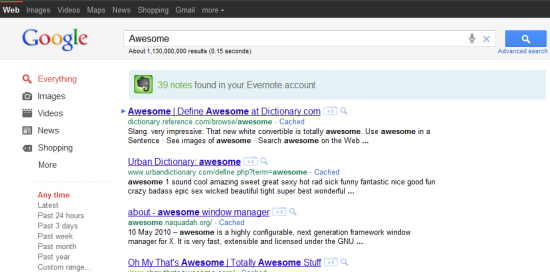 Web Images Videos Maps News Shopping Gmail more
Google
Awesome
About 1,130,000,000 results (0.15 seconds)
Advanced search
Everything
Images
Videos
News
Shopping
More
Any time
Latest
Past 24 hours
Past 3 days
Past week
Past month
Past year
Custom range...
39 notes found in your Evernote account
Awesome | Define Awesome at Dictionary.com +1
dictionary.reference.com/browse/awesome - Cached
Slang. very impressive: That new white convertible is totally awesome. Use awesome in a
Sentence · See images of awesome · Search awesome on the Web ...
Urban Dictionary: awesome +1
www.urbandictionary.com/define.php?term=awesome - Cached
awesome 1 sound cool amazing sweet great sexy hot rad sick funny fantastic nice good fun
crazy badass epic sex wicked beautiful tight super best wonderful ...
about - awesome window manager +1
awesome.naquadah.org/ - Cached
10 May 2010 – awesome is a highly configurable, next generation framework window
manager for X. It is very fast, extensible and licensed under the GNU ...
Oh My That's Awesome | Totally Awesome Stuff +1